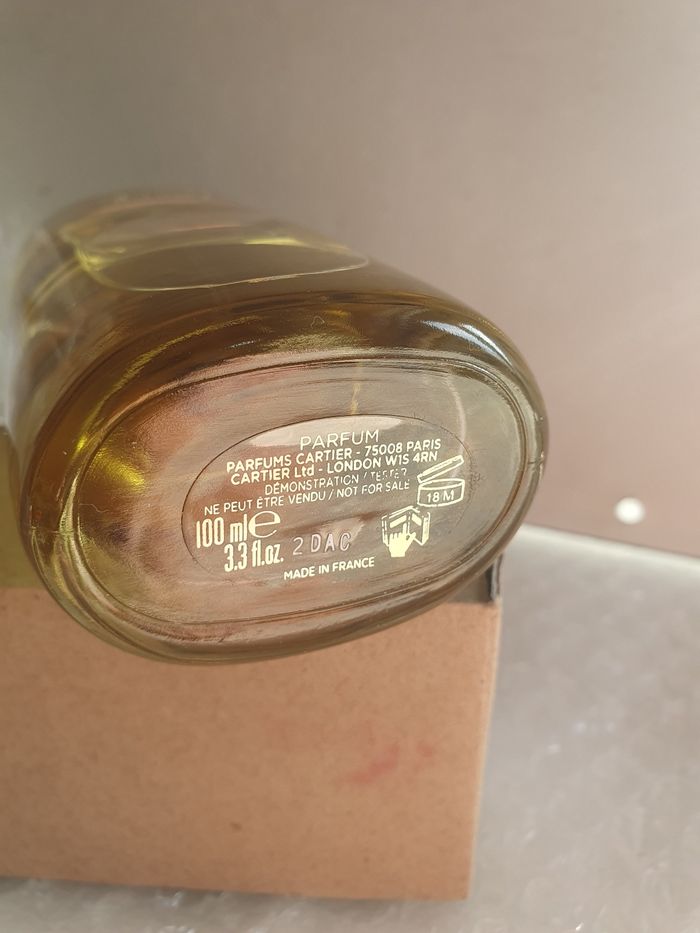 PARFUM
PARFUMS CARTIER - 75008 PARIS
CARTIER Ltd - LONDON W1S 4RN
DÉMONSTRATION / TESTER
NE PEUT ÊTRE VENDU / NOT FOR SALE
18 M
100 ml ℮
3.3 fl.oz. 2DAC
MADE IN FRANCE